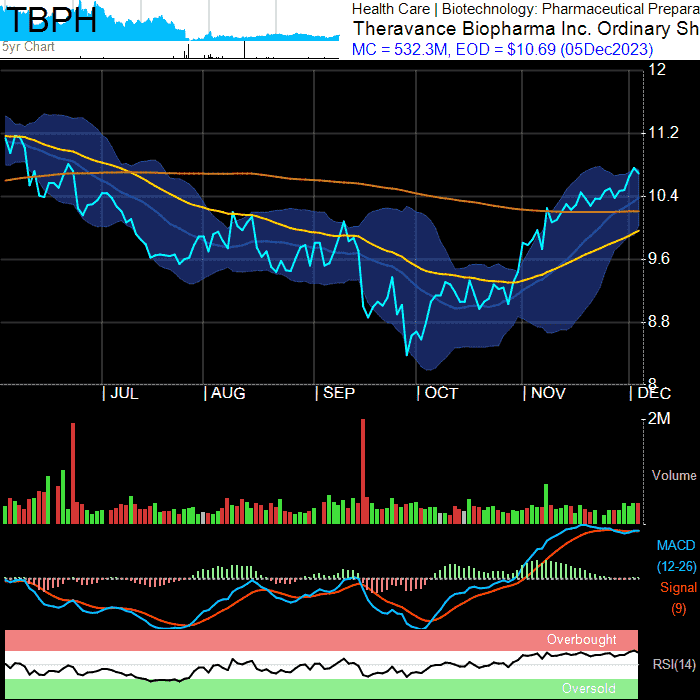 TBPH
Health Care | Biotechnology: Pharmaceutical Prepara
Theravance Biopharma Inc. Ordinary Sh
MC = 532.3M, EOD = $10.69 (05Dec2023)
5yr Chart
12
11.2
10.4
9.6
8.8
8
JUL
AUG
SEP
OCT
NOV
DEC
2M
Volume
MACD
(12-26)
Signal
(9)
Overbought
RSI(14)
Oversold